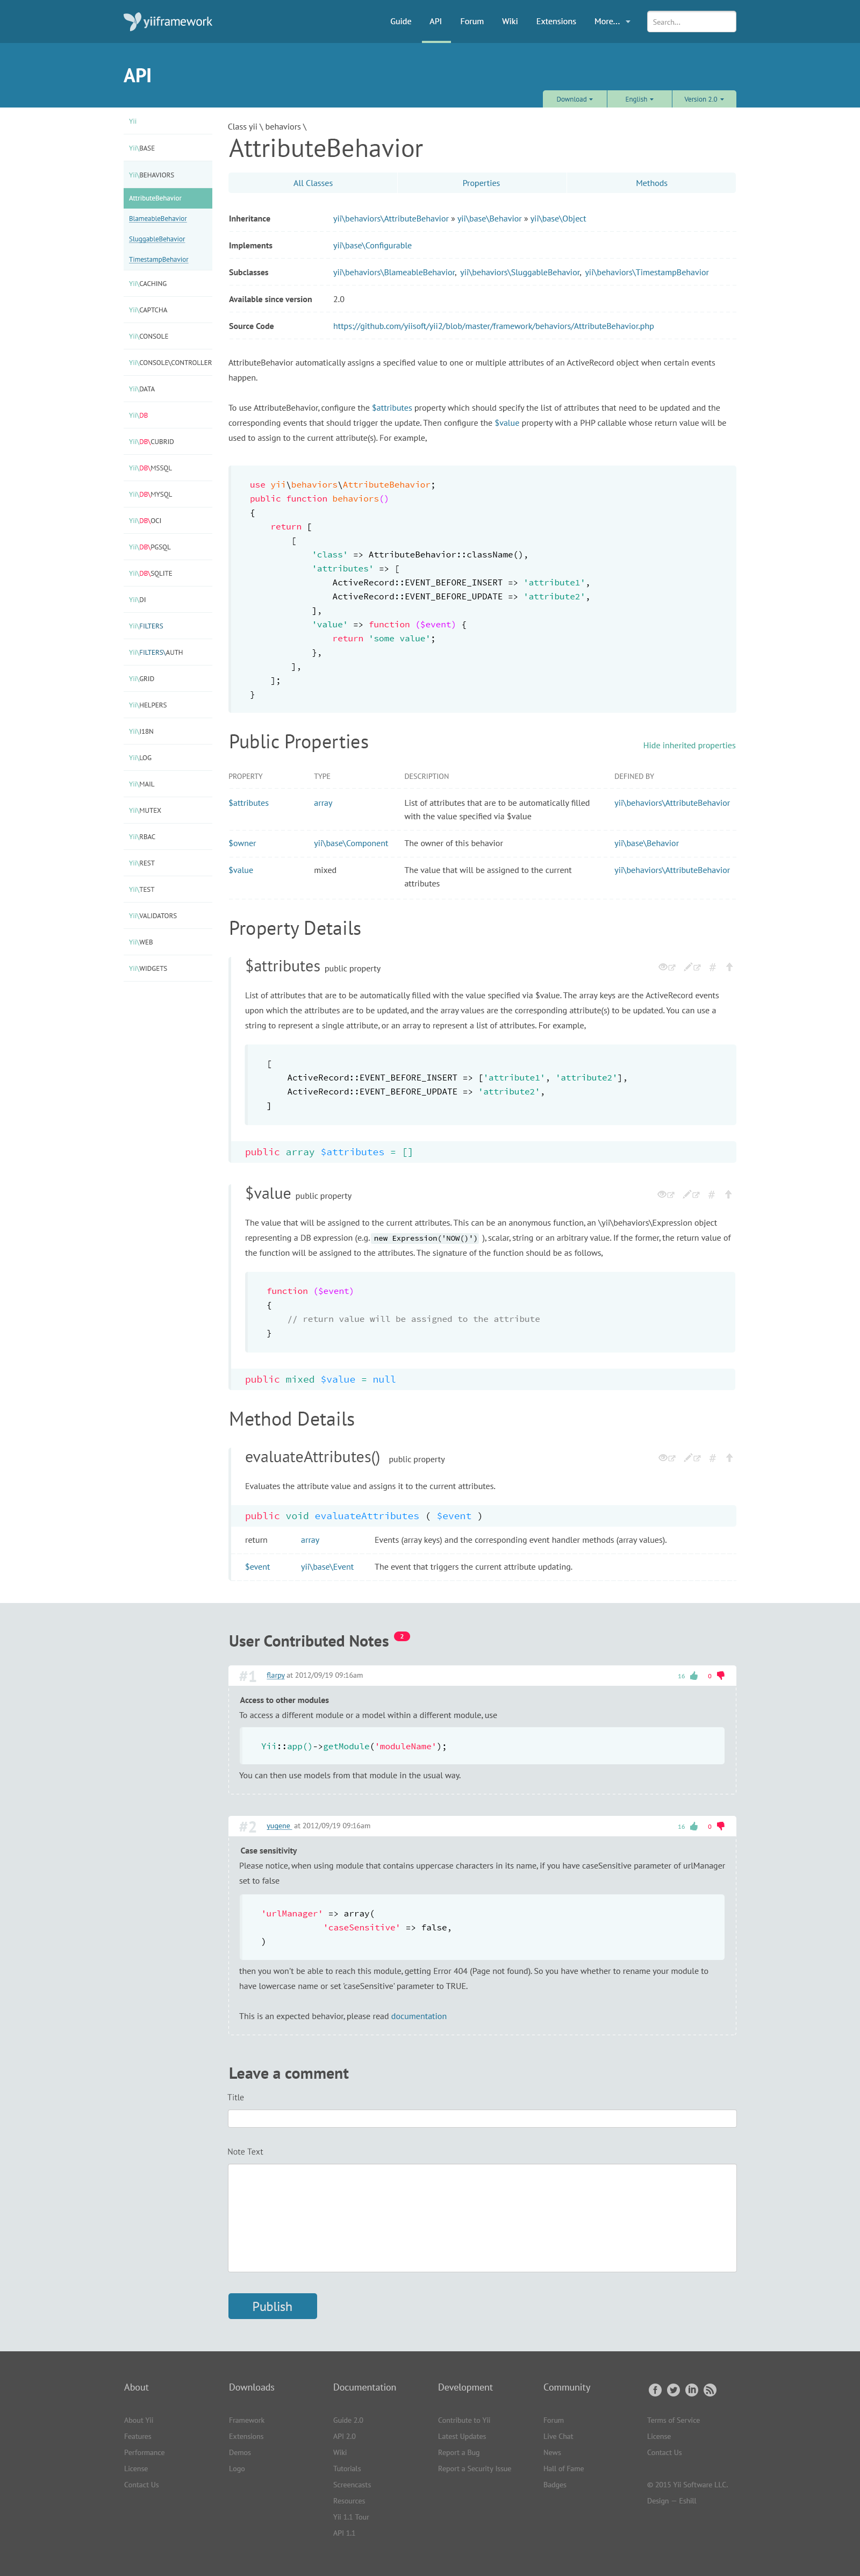 yiiframework
Guide API Forum Wiki Extensions More... Search...
API
Download English Version 2.0
Yii
Yii\BASE
Yii\BEHAVIORS
AttributeBehavior
BlameableBehavior
SluggableBehavior
TimestampBehavior
Yii\CACHING
Yii\CAPTCHA
Yii\CONSOLE
Yii\CONSOLE\CONTROLLER
Yii\DATA
Yii\DB
Yii\DB\CUBRID
Yii\DB\MSSQL
Yii\DB\MYSQL
Yii\DB\OCI
Yii\DB\PGSQL
Yii\DB\SQLITE
Yii\DI
Yii\FILTERS
Yii\FILTERS\AUTH
Yii\GRID
Yii\HELPERS
Yii\I18N
Yii\LOG
Yii\MAIL
Yii\MUTEX
Yii\RBAC
Yii\REST
Yii\TEST
Yii\VALIDATORS
Yii\WEB
Yii\WIDGETS
Class yii \ behaviors \
AttributeBehavior
All Classes Properties Methods
Inheritance yii\behaviors\AttributeBehavior » yii\base\Behavior » yii\base\Object
Implements yii\base\Configurable
Subclasses yii\behaviors\BlameableBehavior, yii\behaviors\SluggableBehavior, yii\behaviors\TimestampBehavior
Available since version 2.0
Source Code https://github.com/yiisoft/yii2/blob/master/framework/behaviors/AttributeBehavior.php
AttributeBehavior automatically assigns a specified value to one or multiple attributes of an ActiveRecord object when certain events
happen.
To use AttributeBehavior, configure the $attributes property which should specify the list of attributes that need to be updated and the
corresponding events that should trigger the update. Then configure the $value property with a PHP callable whose return value will be
used to assign to the current attribute(s). For example,
use yii\behaviors\AttributeBehavior;
public function behaviors()
{
return [
[
'class' => AttributeBehavior::className(),
'attributes' => [
ActiveRecord::EVENT_BEFORE_INSERT => 'attribute1',
ActiveRecord::EVENT_BEFORE_UPDATE => 'attribute2',
],
'value' => function ($event) {
return 'some value';
},
],
];
}
Public Properties Hide inherited properties
PROPERTY TYPE DESCRIPTION DEFINED BY
$attributes array List of attributes that are to be automatically filled yii\behaviors\AttributeBehavior
with the value specified via $value
$owner yii\base\Component The owner of this behavior yii\base\Behavior
$value mixed The value that will be assigned to the current yii\behaviors\AttributeBehavior
attributes
Property Details
$attributes public property #
List of attributes that are to be automatically filled with the value specified via $value. The array keys are the ActiveRecord events
upon which the attributes are to be updated, and the array values are the corresponding attribute(s) to be updated. You can use a
string to represent a single attribute, or an array to represent a list of attributes. For example,
[
ActiveRecord::EVENT_BEFORE_INSERT => ['attribute1', 'attribute2'],
ActiveRecord::EVENT_BEFORE_UPDATE => 'attribute2',
]
public array $attributes = []
$value public property #
The value that will be assigned to the current attributes. This can be an anonymous function, an \yii\behaviors\Expression object
representing a DB expression (e.g. new Expression('NOW()') ), scalar, string or an arbitrary value. If the former, the return value of
the function will be assigned to the attributes. The signature of the function should be as follows,
function ($event)
{
// return value will be assigned to the attribute
}
public mixed $value = null
Method Details
evaluateAttributes() public property #
Evaluates the attribute value and assigns it to the current attributes.
public void evaluateAttributes ( $event )
return array Events (array keys) and the corresponding event handler methods (array values).
$event yii\base\Event The event that triggers the current attribute updating.
User Contributed Notes 2
#1 flarpy at 2012/09/19 09:16am 16 0
Access to other modules
To access a different module or a model within a different module, use
Yii::app()->getModule('moduleName');
You can then use models from that module in the usual way.
#2 yugene at 2012/09/19 09:16am 16 0
Case sensitivity
Please notice, when using module that contains uppercase characters in its name, if you have caseSensitive parameter of urlManager
set to false
'urlManager' => array(
'caseSensitive' => false,
)
then you won't be able to reach this module, getting Error 404 (Page not found). So you have whether to rename your module to
have lowercase name or set 'caseSensitive' parameter to TRUE.
This is an expected behavior, please read documentation
Leave a comment
Title
Note Text
Publish
About Downloads Documentation Development Community
About Yii Framework Guide 2.0 Contribute to Yii Forum Terms of Service
Features Extensions API 2.0 Latest Updates Live Chat License
Performance Demos Wiki Report a Bug News Contact Us
License Logo Tutorials Report a Security Issue Hall of Fame
Contact Us Screencasts Badges © 2015 Yii Software LLC.
Resources Design — Eshill
Yii 1.1 Tour
API 1.1